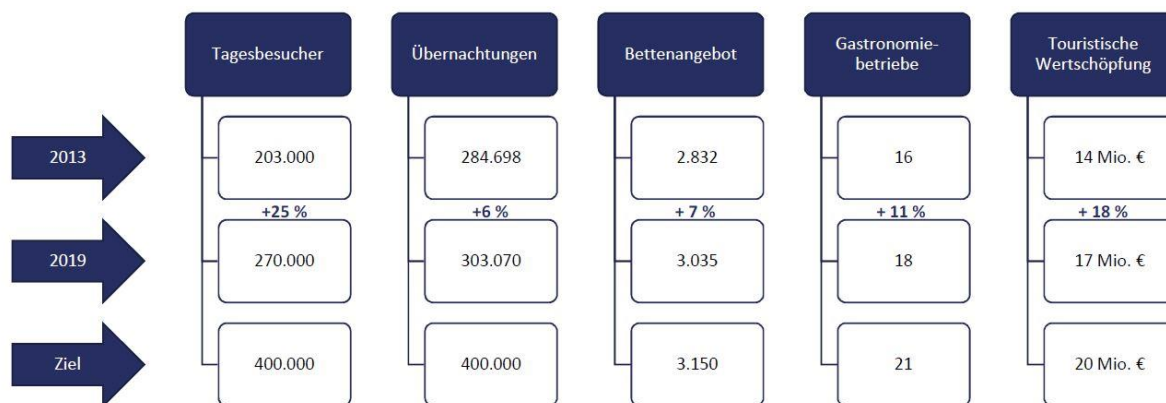 Tagesbesucher
Übernachtungen
Bettenangebot
Gastronomie-
betriebe
Touristische
Wertschöpfung
2013
203.000
284.698
2.832
16
14 Mio. €
+25 %
+6 %
+ 7 %
+ 11 %
+ 18 %
2019
270.000
303.070
3.035
18
17 Mio. €
Ziel
400.000
400.000
3.150
21
20 Mio. €